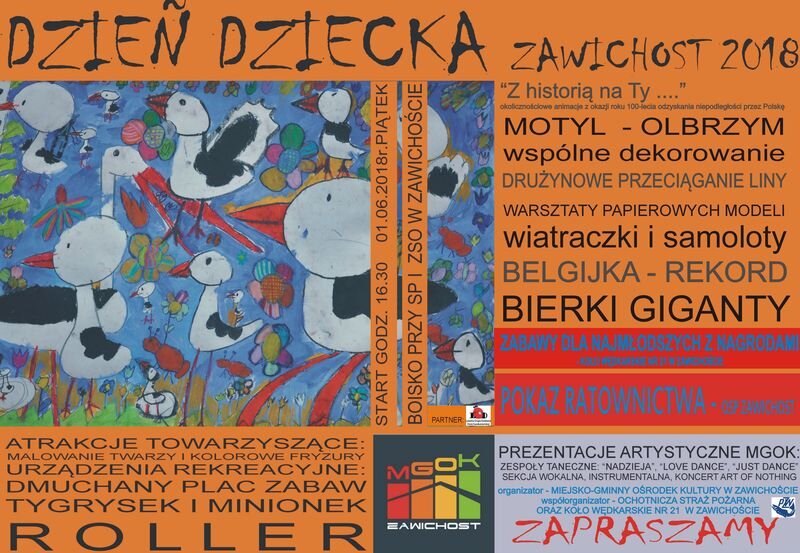 DZIEŃ DZIECKA ZAWICHOST 2018
START GODZ. 16.30 01.06.2018r.PIĄTEK
BOISKO PRZY SP I ZSO W ZAWICHOŚCIE
PARTNER
"Z historią na Ty ...."
okolicznościowe animacje z okazji roku 100-lecia odzyskania niepodległości przez Polskę
MOTYL - OLBRZYM
wspólne dekorowanie
DRUŻYNOWE PRZECIĄGANIE LINY
WARSZTATY PAPIEROWYCH MODELI
wiatraczki i samoloty
BELGIJKA - REKORD
BIERKI GIGANTY
ZABAWY DLA NAJMŁODSZYCH Z NAGRODAMI
- KOŁO WĘDKARSKIE NR 21 W ZAWICHOŚCIE
POKAZ RATOWNICTWA - OSP ZAWICHOST
ATRAKCJE TOWARZYSZĄCE:
MALOWANIE TWARZY I KOLOROWE FRYZURY
URZĄDZENIA REKREACYJNE:
DMUCHANY PLAC ZABAW
TYGRYSEK I MINIONEK
ROLLER
MGOK
ZAWICHOST
PREZENTACJE ARTYSTYCZNE MGOK:
ZESPOŁY TANECZNE: "NADZIEJA", "LOVE DANCE", "JUST DANCE"
SEKCJA WOKALNA, INSTRUMENTALNA, KONCERT ART OF NOTHING
organizator - MIEJSKO-GMINNY OŚRODEK KULTURY W ZAWICHOŚCIE
współorganizator - OCHOTNICZA STRAŻ POŻARNA
ORAZ KOŁO WĘDKARSKIE NR 21 W ZAWICHOŚCIE
ZAPRASZAMY